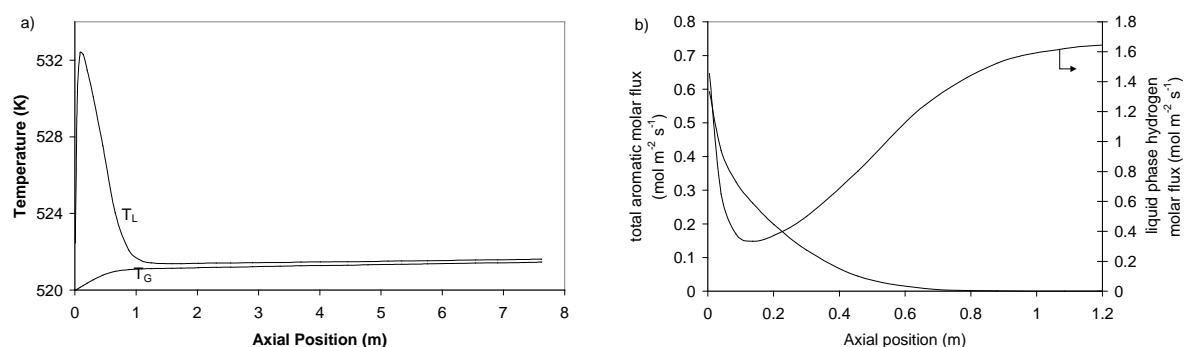 a)
Temperature (K)
532
528
524
520
T_L
T_G
0 1 2 3 4 5 6 7 8
Axial Position (m)
b)
total aromatic molar flux
(mol m⁻² s⁻¹)
0.8
0.7
0.6
0.5
0.4
0.3
0.2
0.1
0
0 0.2 0.4 0.6 0.8 1 1.2
Axial position (m)
1.8
1.6
1.4
1.2
1
0.8
0.6
0.4
0.2
0
liquid phase hydrogen
molar flux (mol m⁻² s⁻¹)